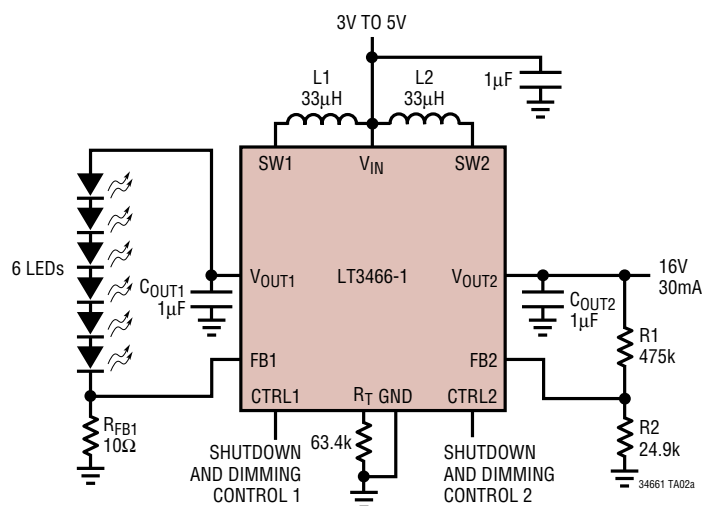 3V TO 5V
L1
33µH
L2
33µH
1µF
SW1
VIN
SW2
6 LEDs
COUT1
1µF
VOUT1
LT3466-1
VOUT2
16V
30mA
COUT2
1µF
R1
475k
FB1
FB2
CTRL1
RT GND
CTRL2
RFB1
10Ω
63.4k
R2
24.9k
SHUTDOWN
AND DIMMING
CONTROL 1
SHUTDOWN
AND DIMMING
CONTROL 2
34661 TA02a